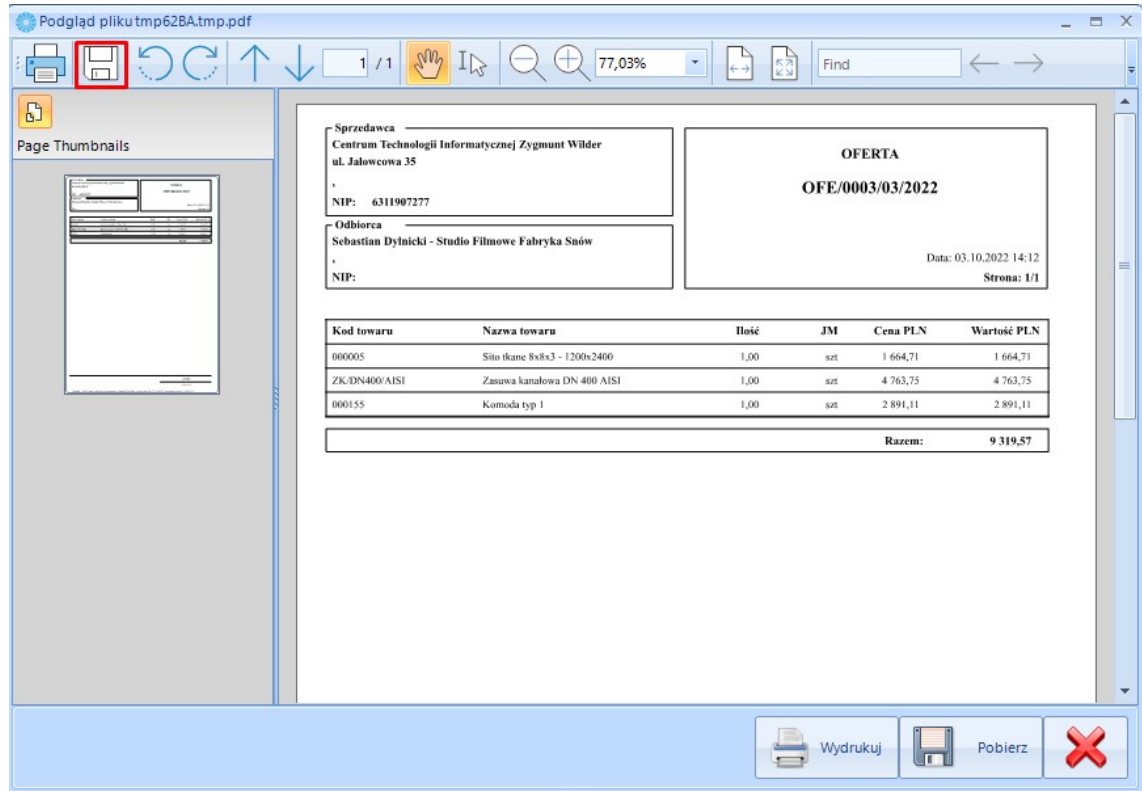 Podgląd pliku tmp62BA.tmp.pdf
1 / 1
77,03%
Find
Page Thumbnails
Sprzedawca
Centrum Technologii Informatycznej Zygmunt Wilder
ul. Jałowcowa 35
,
NIP: 6311907277
Odbiorca
Sebastian Dylnicki - Studio Filmowe Fabryka Snów
,
NIP:
OFERTA
OFE/0003/03/2022
Data: 03.10.2022 14:12
Strona: 1/1
Kod towaru Nazwa towaru Ilość JM Cena PLN Wartość PLN
000005 Sito tkane 8x8x3 - 1200x2400 1,00 szt 1 664,71 1 664,71
ZK/DN400/AISI Zasuwa kanałowa DN 400 AISI 1,00 szt 4 763,75 4 763,75
000155 Komoda typ 1 1,00 szt 2 891,11 2 891,11
Razem: 9 319,57
Wydrukuj
Pobierz